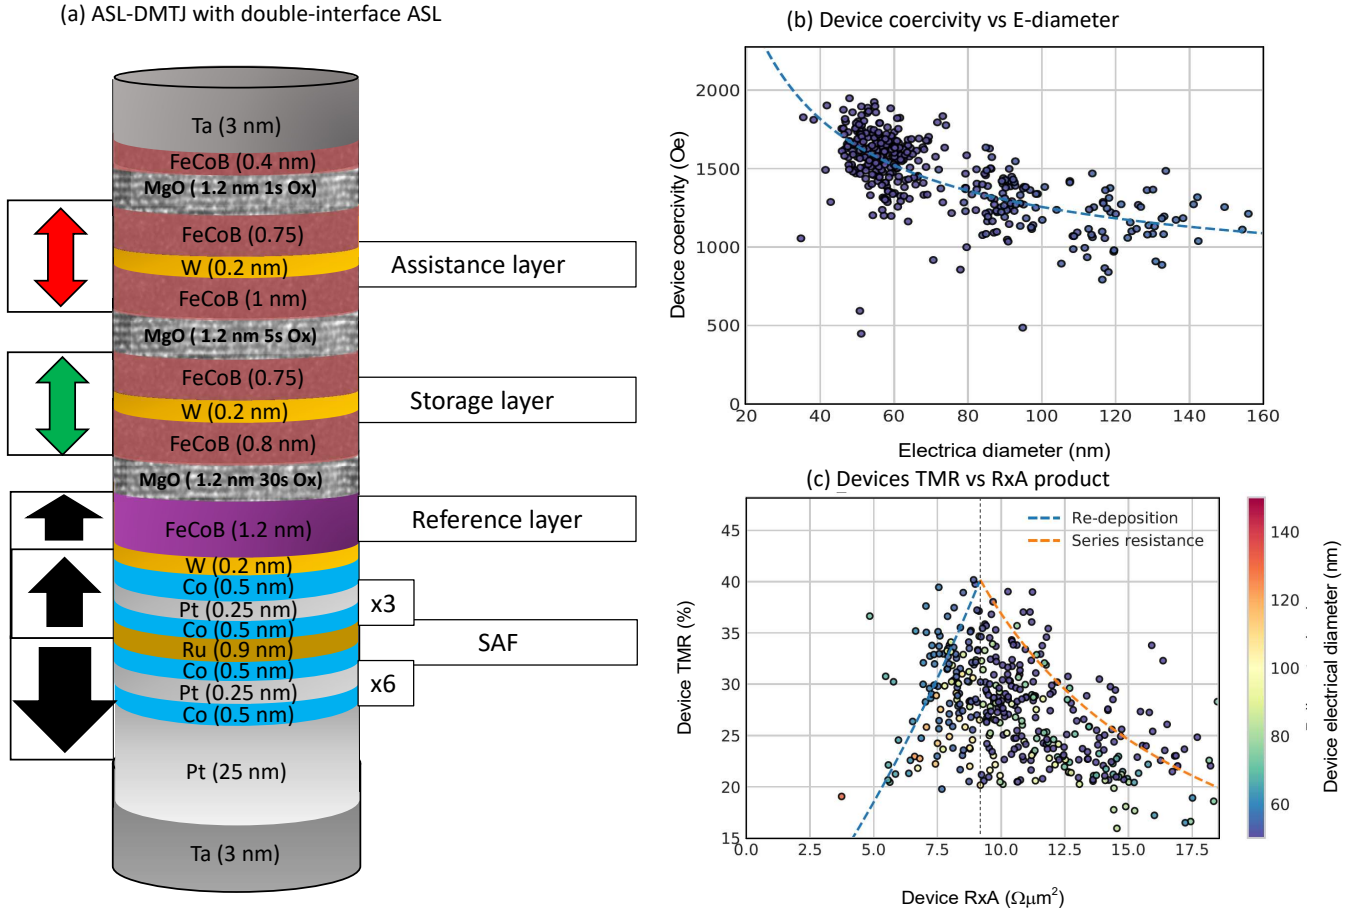 (a) ASL-DMTJ with double-interface ASL
Ta (3 nm)
FeCoB (0.4 nm)
MgO ( 1.2 nm 1s Ox)
FeCoB (0.75)
W (0.2 nm)
FeCoB (1 nm)
Assistance layer
MgO ( 1.2 nm 5s Ox)
FeCoB (0.75)
W (0.2 nm)
FeCoB (0.8 nm)
Storage layer
MgO ( 1.2 nm 30s Ox)
FeCoB (1.2 nm)
Reference layer
W (0.2 nm)
Co (0.5 nm)
Pt (0.25 nm)
x3
Co (0.5 nm)
Ru (0.9 nm)
SAF
Co (0.5 nm)
Pt (0.25 nm)
x6
Co (0.5 nm)
Pt (25 nm)
Ta (3 nm)
(b) Device coercivity vs E-diameter
Device coercivity (Oe)
2000
1500
1000
500
0
20 40 60 80 100 120 140 160
Electrica diameter (nm)
(c) Devices TMR vs RxA product
Device TMR (%)
45
40
35
30
25
20
15
Re-deposition
Series resistance
0.0 2.5 5.0 7.5 10.0 12.5 15.0 17.5
Device RxA (Ωμm²)
140
120
100
80
60
Device electrical diameter (nm)